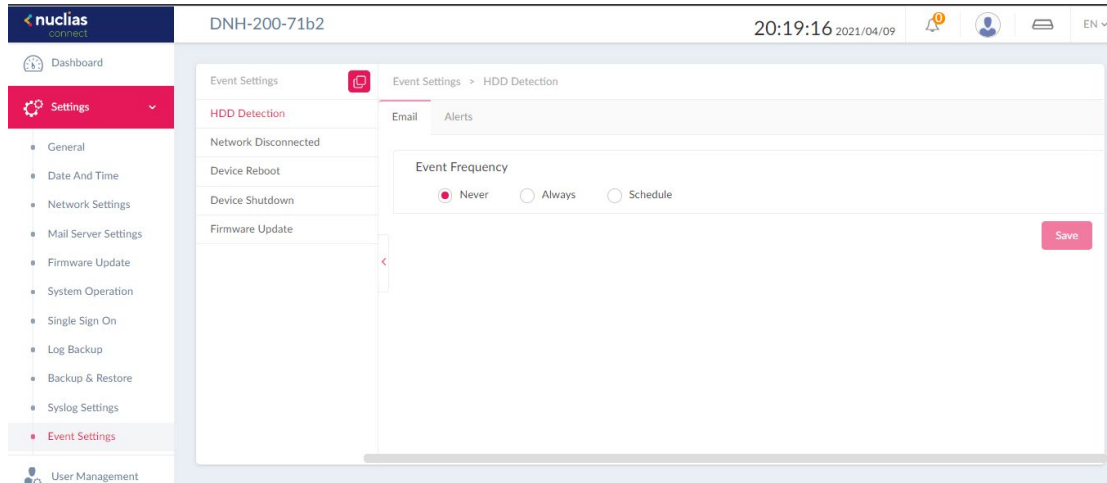 nuclias
connect
DNH-200-71b2
20:19:16 2021/04/09
0
EN
Dashboard
Settings
General
Date And Time
Network Settings
Mail Server Settings
Firmware Update
System Operation
Single Sign On
Log Backup
Backup & Restore
Syslog Settings
Event Settings
User Management
Event Settings
HDD Detection
Network Disconnected
Device Reboot
Device Shutdown
Firmware Update
Event Settings > HDD Detection
Email Alerts
Event Frequency
Never Always Schedule
Save